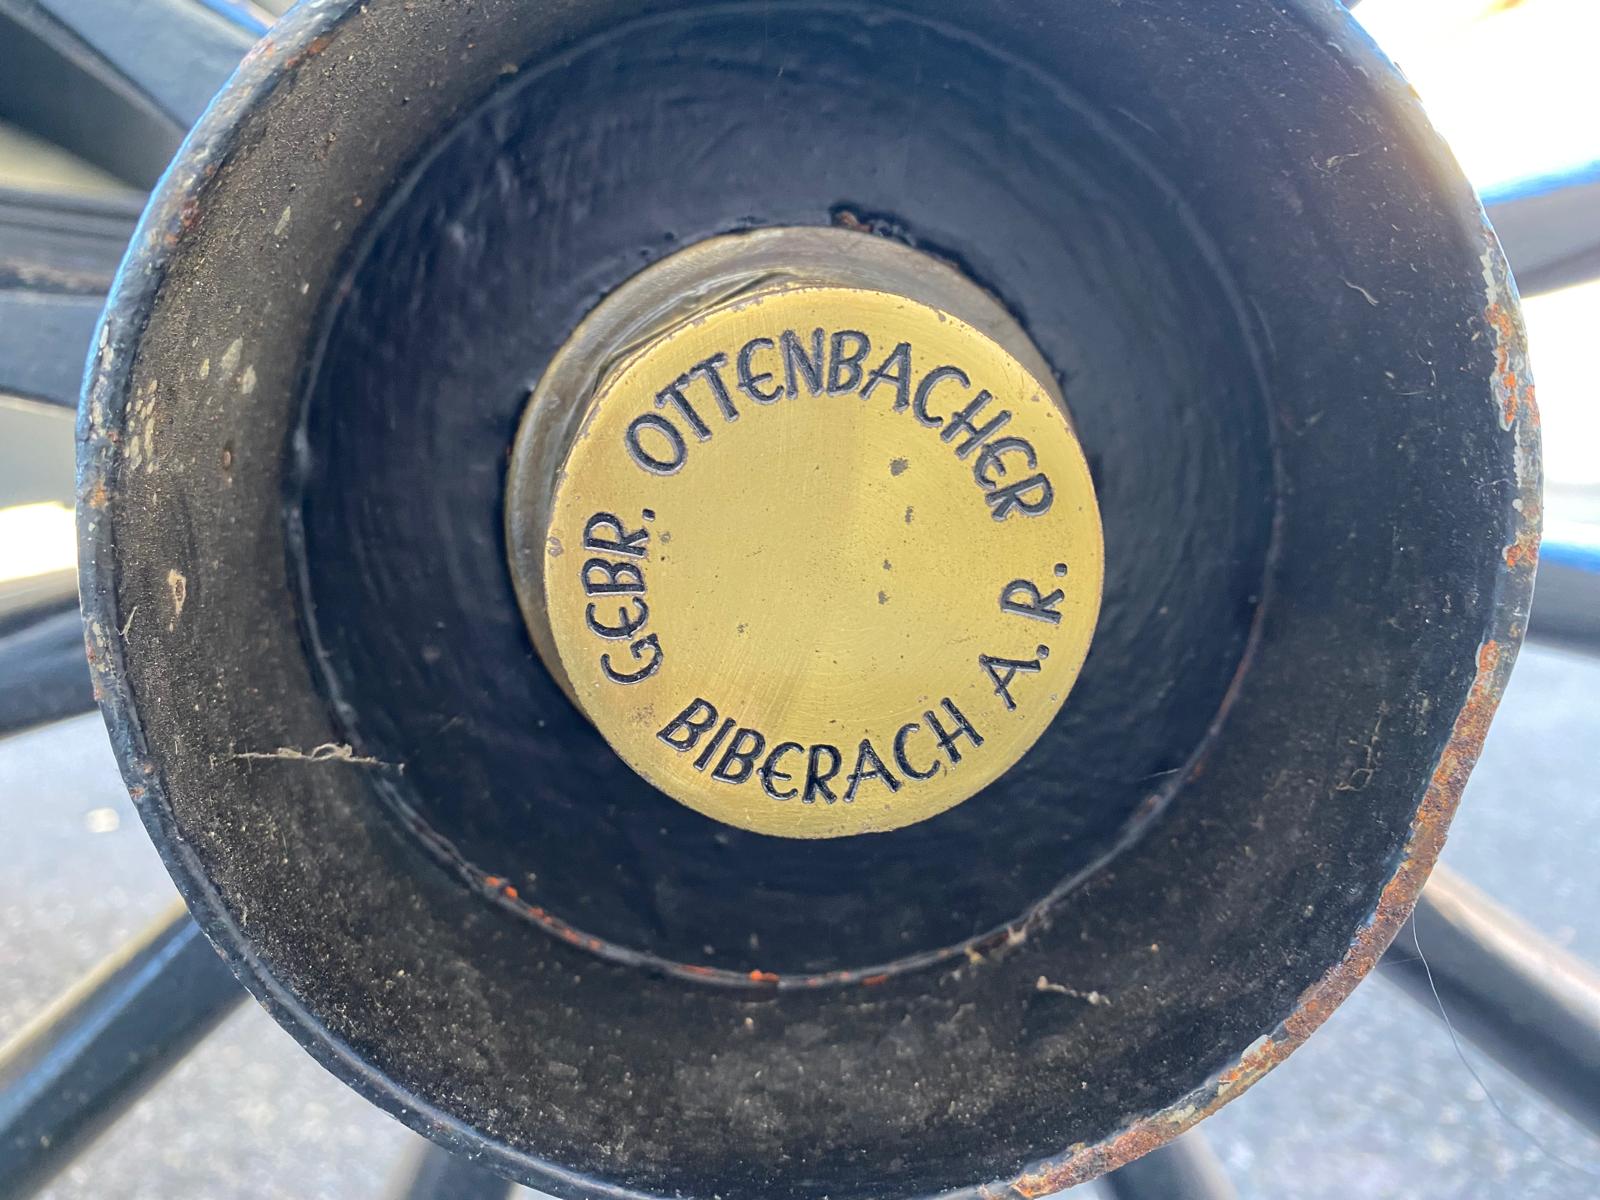 GEBR. OTTENBACHER
BIBERACH A. R.